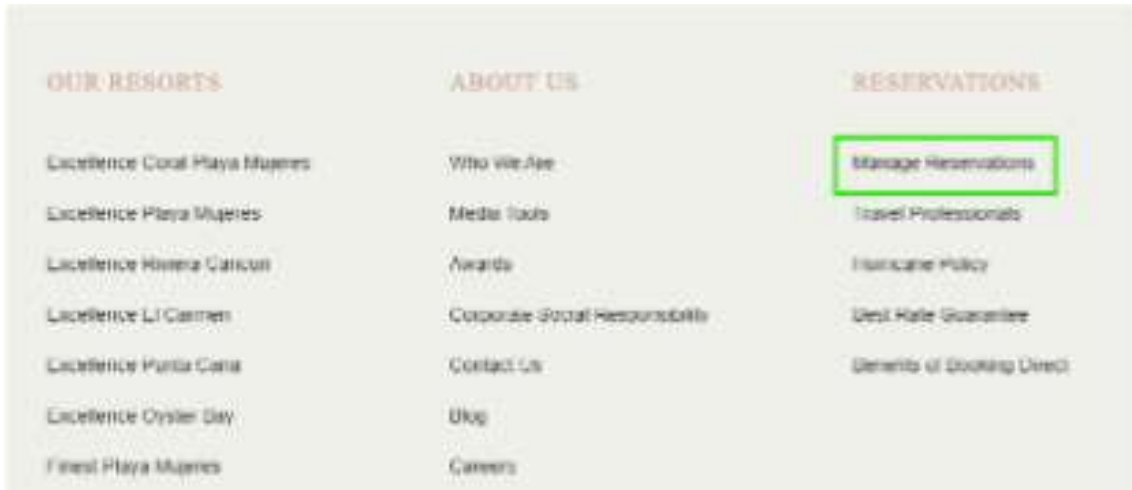 OUR RESORTS
Excellence Coral Playa Mujeres
Excellence Playa Mujeres
Excellence Riviera Cancun
Excellence El Carmen
Excellence Punta Cana
Excellence Oyster Bay
Finest Playa Mujeres
ABOUT US
Who We Are
Media Tools
Awards
Corporate Social Responsibility
Contact Us
Blog
Careers
RESERVATIONS
Manage Reservations
Travel Professionals
Hurricane Policy
Best Rate Guarantee
Benefits of Booking Direct